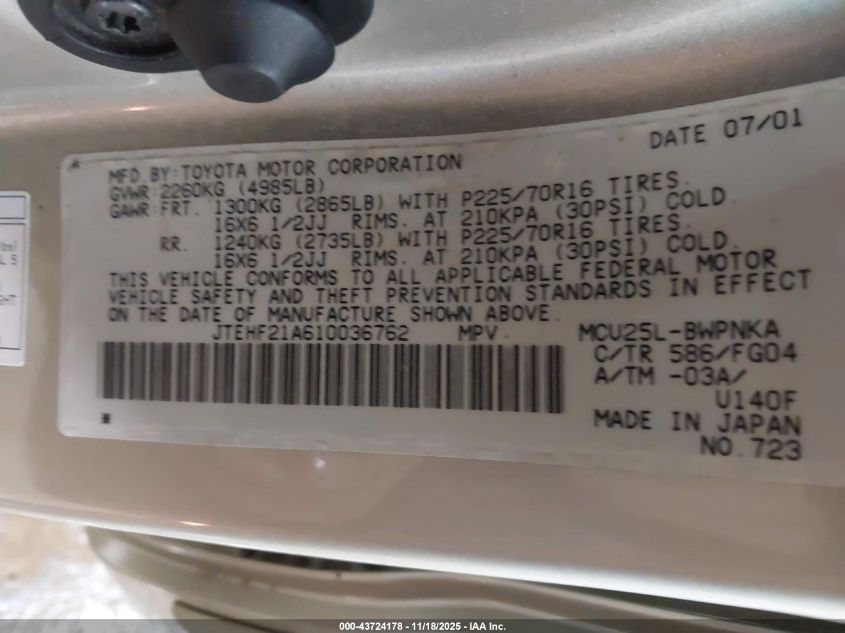 DATE 07/01
MFD.BY:TOYOTA MOTOR CORPORATION
GVWR:2260KG (4985LB)
GAWR:FRT. 1300KG (2865LB) WITH P225/70R16 TIRES.
16X6 1/2JJ RIMS. AT 210KPA (30PSI) COLD.
RR. 1240KG (2735LB) WITH P225/70R16 TIRES.
16X6 1/2JJ RIMS. AT 210KPA (30PSI) COLD.
THIS VEHICLE CONFORMS TO ALL APPLICABLE FEDERAL MOTOR
VEHICLE SAFETY AND THEFT PREVENTION STANDARDS IN EFFECT
ON THE DATE OF MANUFACTURE SHOWN ABOVE.
JTEHF21A610036762 MPV. MCU25L-BWPNKA
C/TR 586/FG04
A/TM -03A/
U140F
MADE IN JAPAN
NO.723
lbs)
L 5
GHT
000-43724178 - 11/18/2025 - IAA Inc.